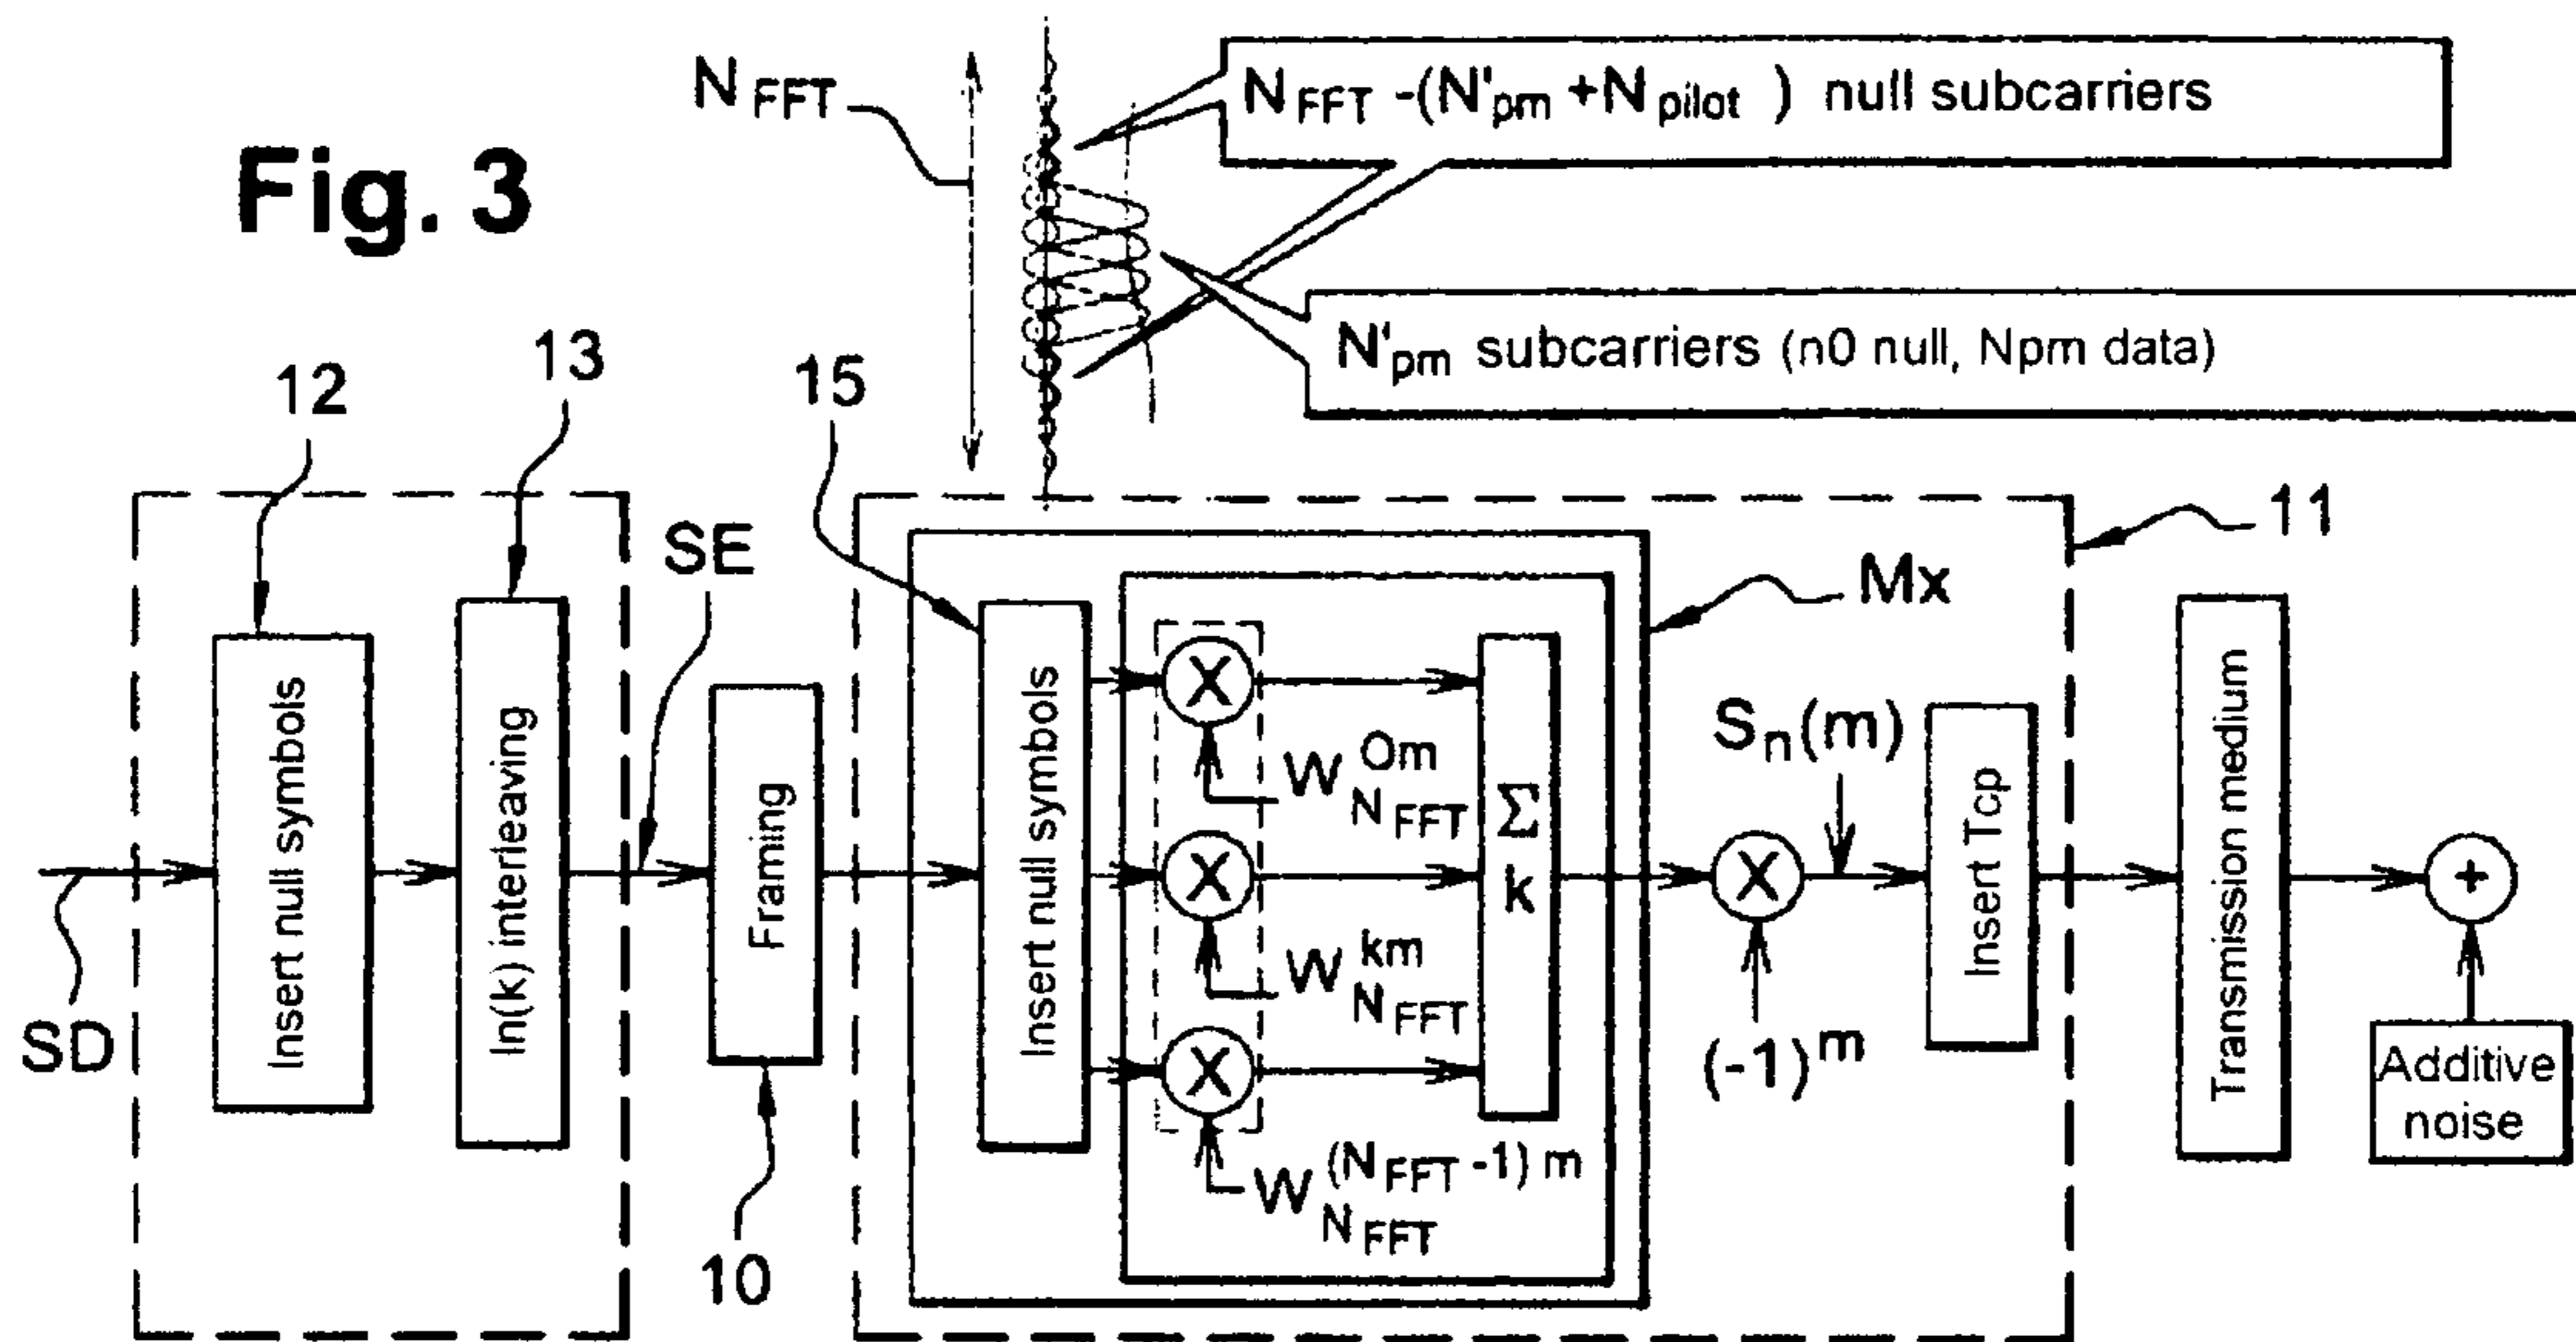 Fig. 3
N FFT
N FFT -(N'pm +N pilot ) null subcarriers
N'pm subcarriers (n0 null, Npm data)
12
13
15
SE
11
Mx
SD
Insert null symbols
In(k) interleaving
Framing
10
Insert null symbols
X
W 0m N FFT
X
W km N FFT
X
W (N FFT -1) m N FFT
Σ
k
X
(-1)m
Sn(m)
Insert Tcp
Transmission medium
+
Additive
noise